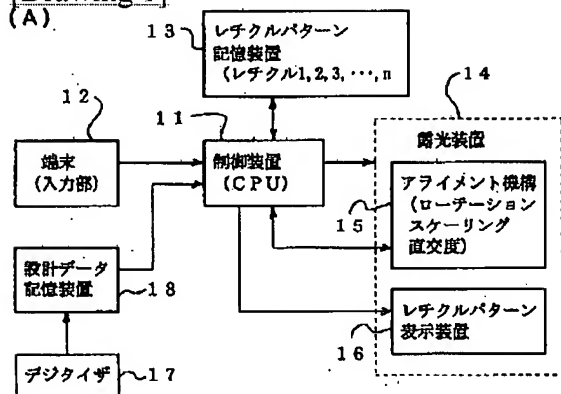 (A)
13
レチクルパターン
記憶装置
(レチクル1,2,3,…,n
14
12
11
露光装置
端末
(入力部)
制御装置
(CPU)
アライメント機構
(ローテーション
スケーリング
直交度)
15
設計データ
記憶装置
18
レチクルパターン
表示装置
16
デジタイザ
17